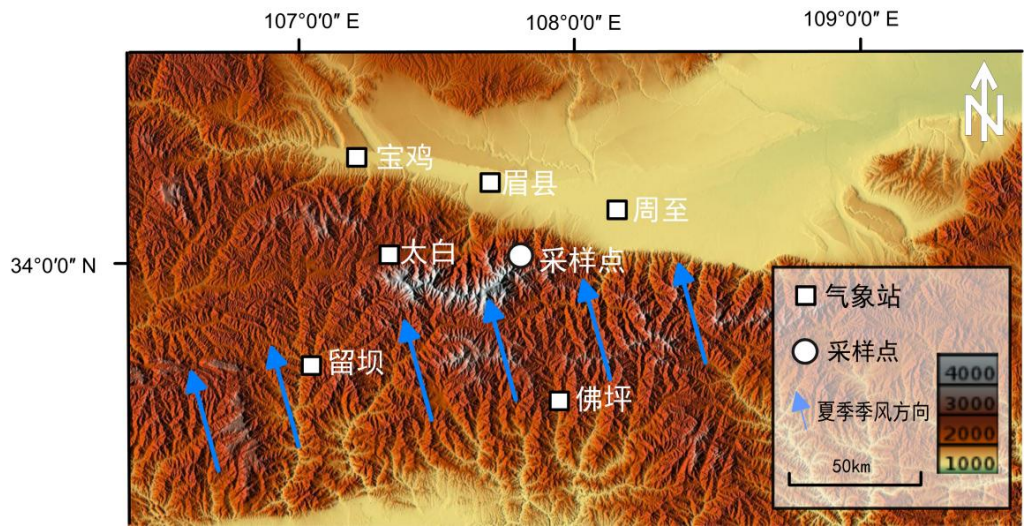 107°0′0″ E
108°0′0″ E
109°0′0″ E
N
宝鸡
眉县
周至
34°0′0″ N
太白
采样点
气象站
留坝
采样点
佛坪
夏季季风方向
4000
3000
2000
1000
50km